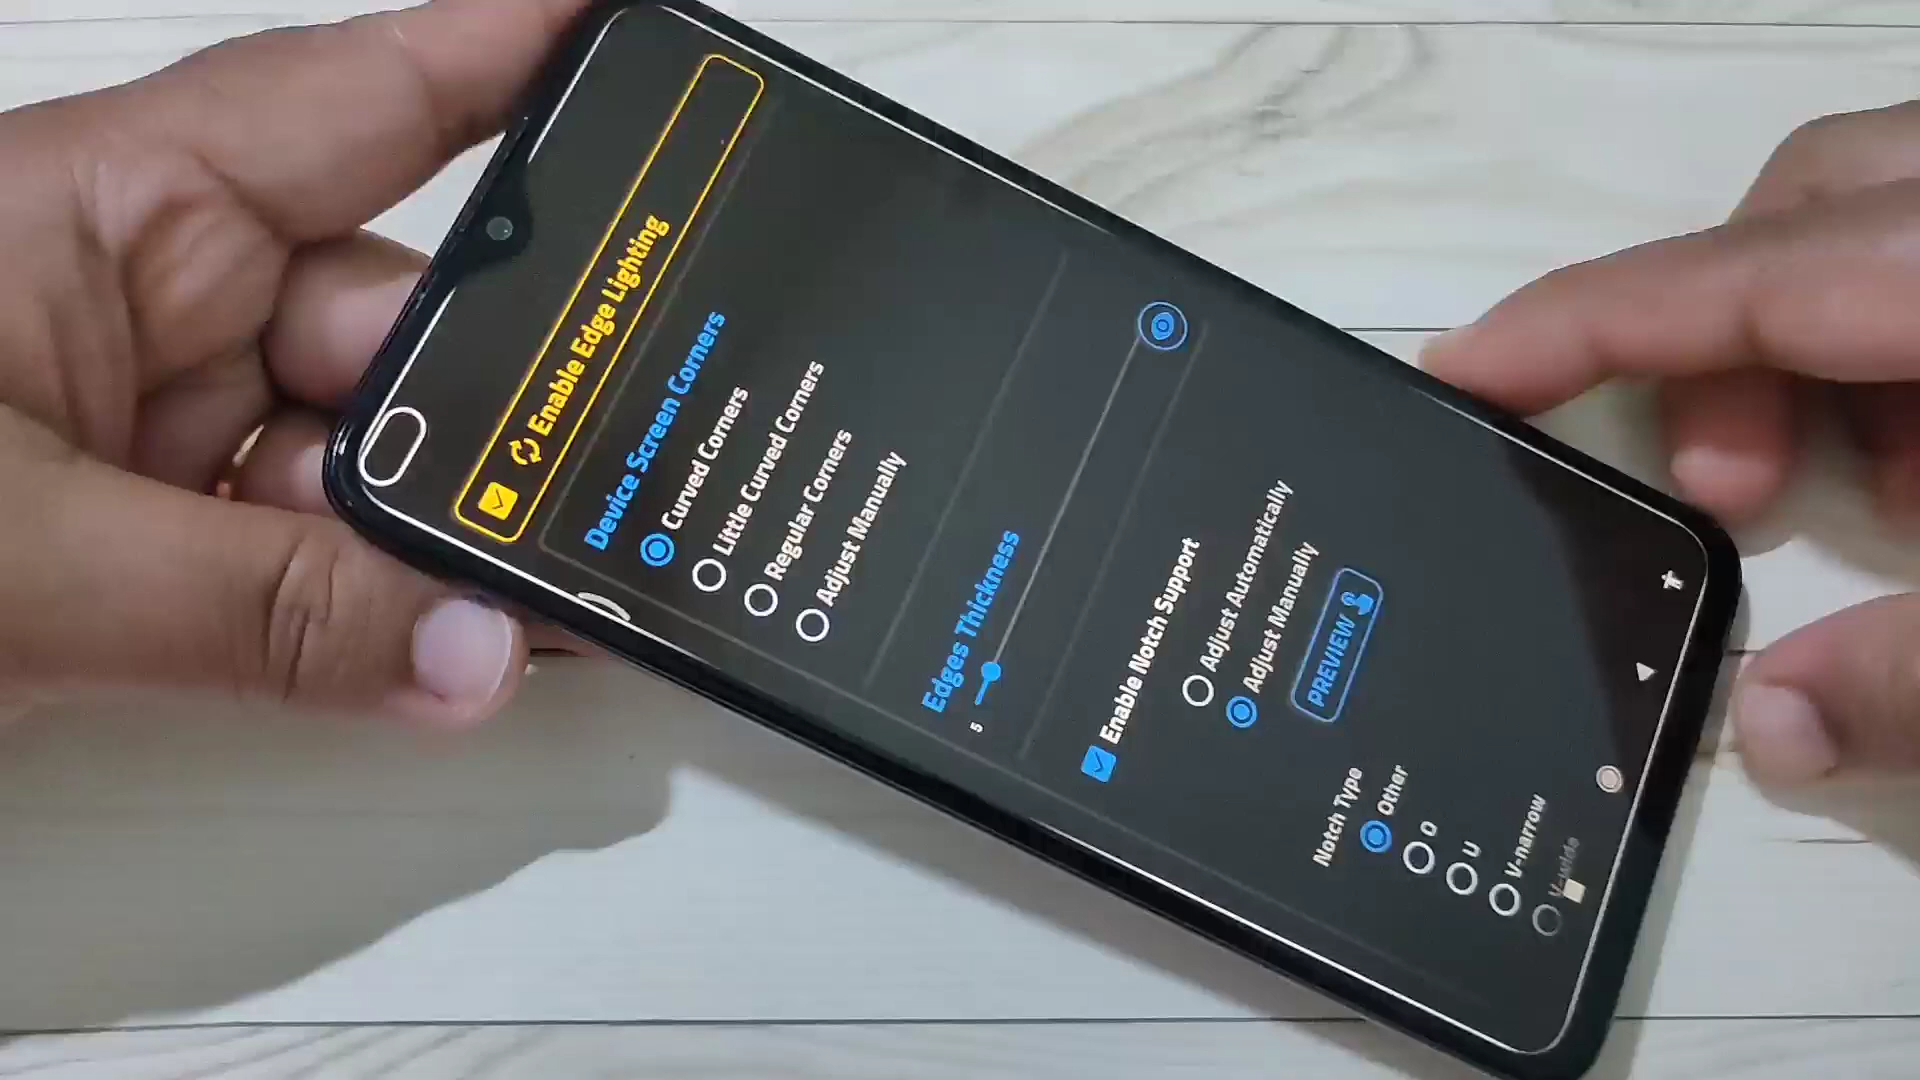 Enable Edge Lighting
Device Screen Corners
Curved Corners
Little Curved Corners
Regular Corners
Adjust Manually
Edges Thickness
5
Enable Notch Support
Adjust Automatically
Adjust Manually
PREVIEW
Notch Type
Other
O
U
V-narrow
V-wide